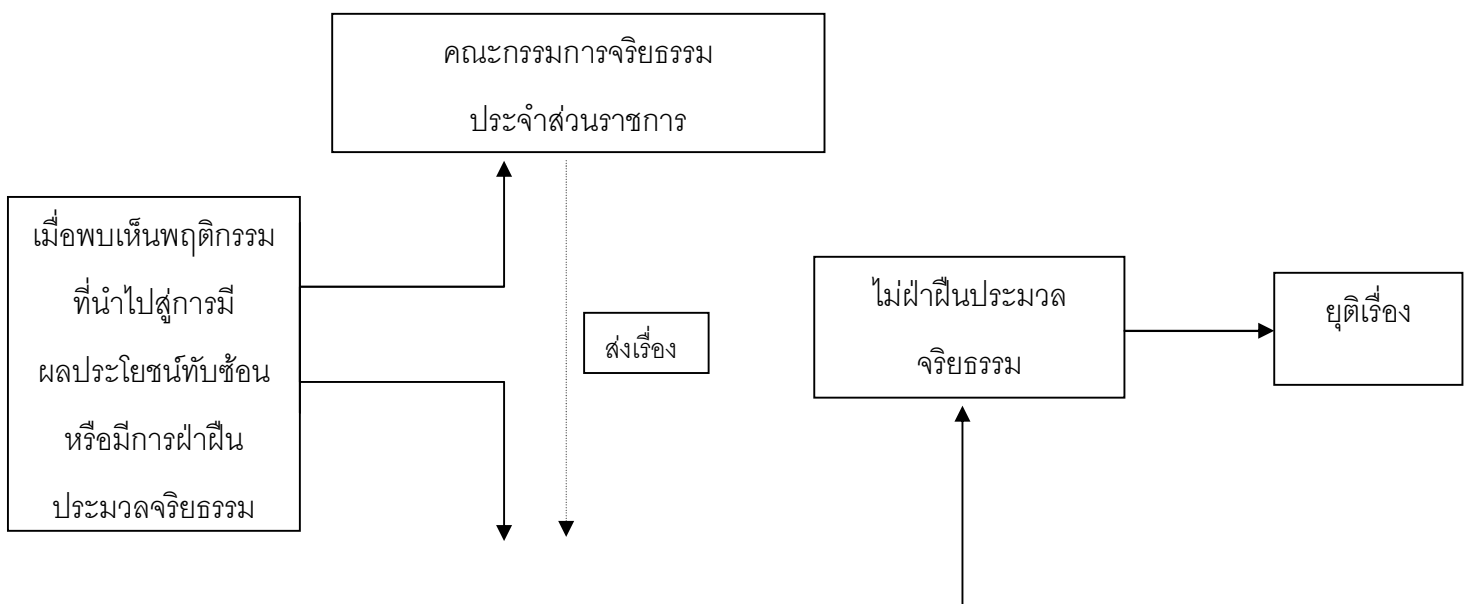 คณะกรรมการจริยธรรม
ประจำส่วนราชการ
เมื่อพบเห็นพฤติกรรม
ที่นำไปสู่การมี
ผลประโยชน์ทับซ้อน
หรือมีการฝ่าฝืน
ประมวลจริยธรรม
ส่งเรื่อง
ไม่ฝ่าฝืนประมวล
จริยธรรม
ยุติเรื่อง